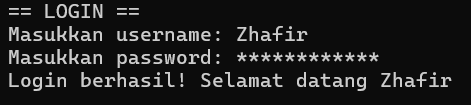 == LOGIN ==
Masukkan username: Zhafir
Masukkan password: ************
Login berhasil! Selamat datang Zhafir